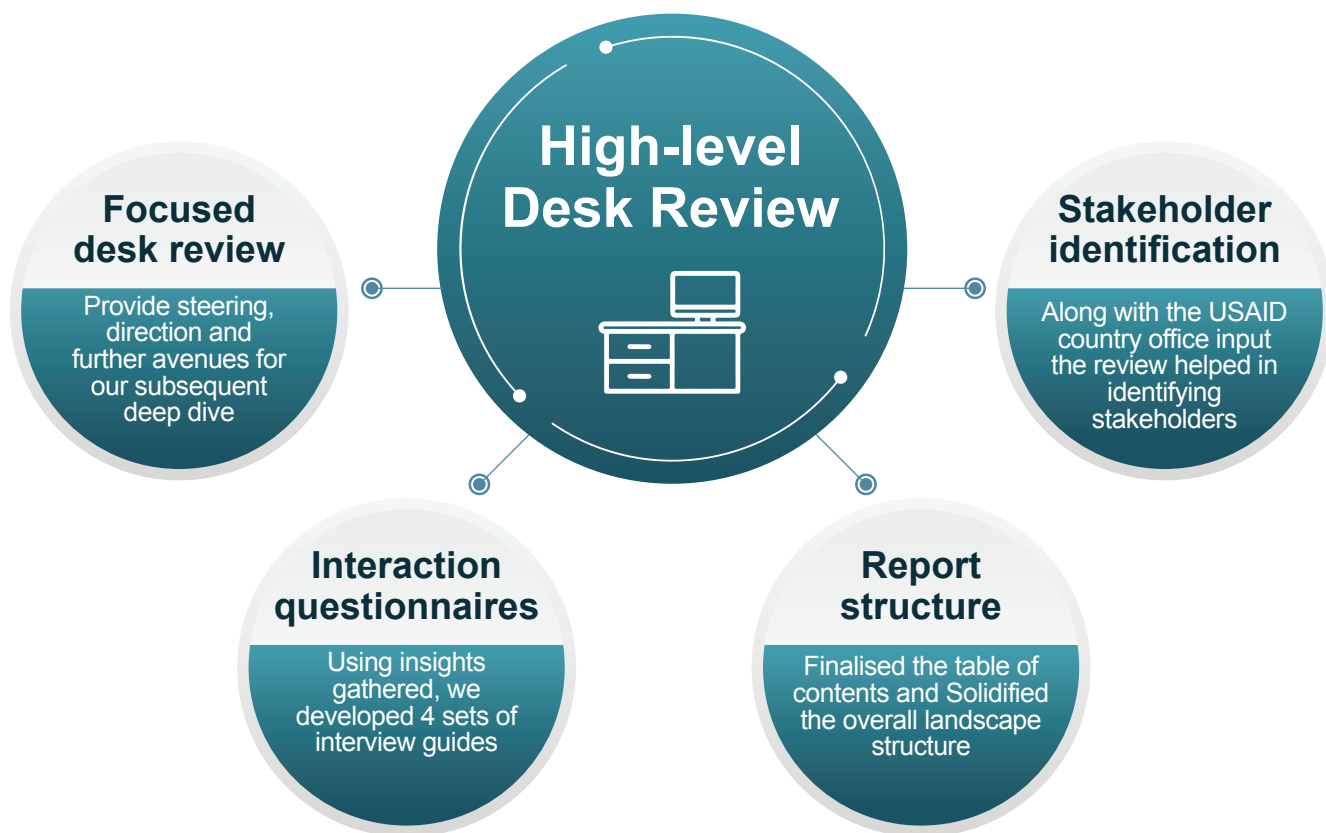 High-level
Desk Review
Focused
desk review
Provide steering,
direction and
further avenues for
our subsequent
deep dive
Stakeholder
identification
Along with the USAID
country office input
the review helped in
identifying
stakeholders
Interaction
questionnaires
Using insights
gathered, we
developed 4 sets of
interview guides
Report
structure
Finalised the table of
contents and Solidified
the overall landscape
structure